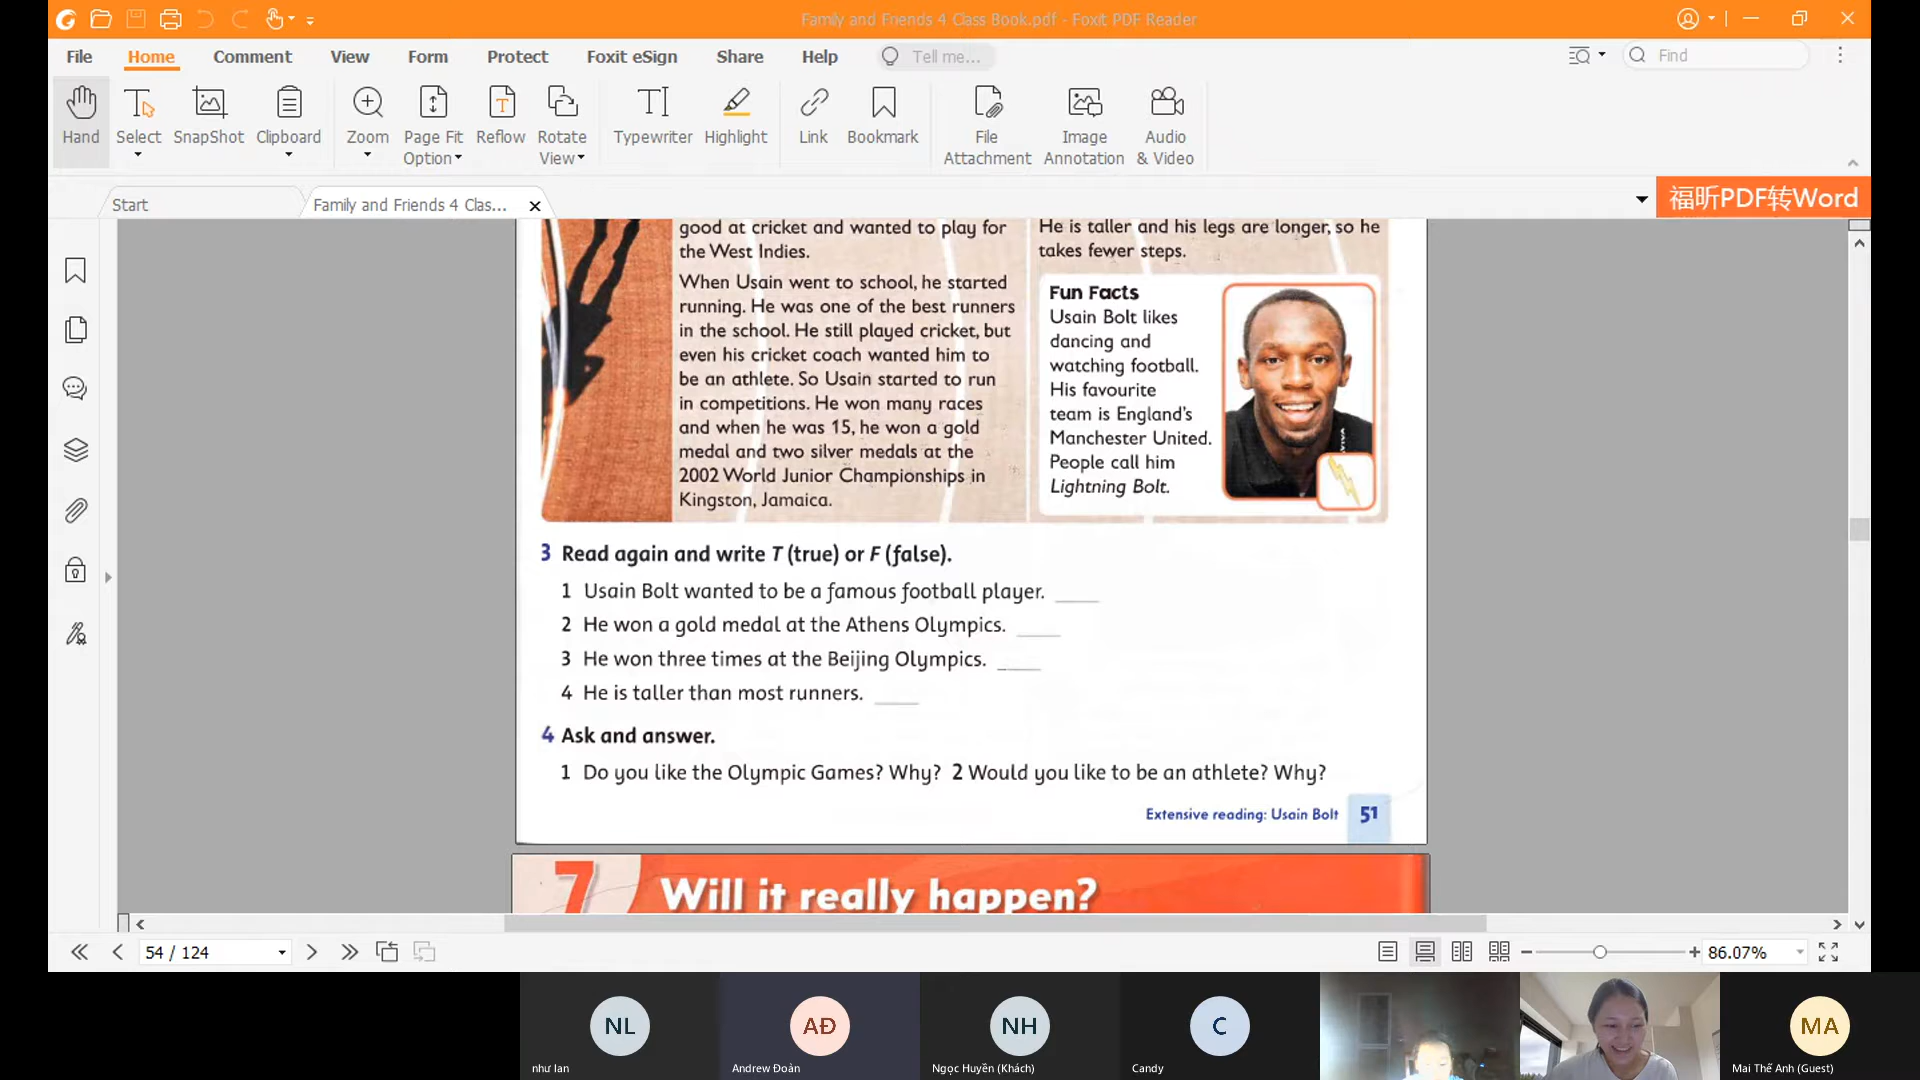 Family and Friends 4 Class Book.pdf - Foxit PDF Reader
File Home Comment View Form Protect Foxit eSign Share Help Tell me... Find
Hand Select SnapShot Clipboard Zoom Page Fit Option Reflow Rotate View Typewriter Highlight Link Bookmark File Attachment Image Annotation Audio & Video
Start Family and Friends 4 Clas... 福昕PDF转Word
good at cricket and wanted to play for
the West Indies.
When Usain went to school, he started
running. He was one of the best runners
in the school. He still played cricket, but
even his cricket coach wanted him to
be an athlete. So Usain started to run
in competitions. He won many races
and when he was 15, he won a gold
medal and two silver medals at the
2002 World Junior Championships in
Kingston, Jamaica.
He is taller and his legs are longer, so he
takes fewer steps.
Fun Facts
Usain Bolt likes
dancing and
watching football.
His favourite
team is England's
Manchester United.
People call him
Lightning Bolt.
3 Read again and write T (true) or F (false).
1 Usain Bolt wanted to be a famous football player. ____
2 He won a gold medal at the Athens Olympics. ____
3 He won three times at the Beijing Olympics. ____
4 He is taller than most runners. ____
4 Ask and answer.
1 Do you like the Olympic Games? Why? 2 Would you like to be an athlete? Why?
Extensive reading: Usain Bolt 51
7 Will it really happen?
54 / 124 86.07%
NL AĐ NH C MA
như lan Andrew Đoàn Ngọc Huyền (Khách) Candy Mai Thế Anh (Guest)